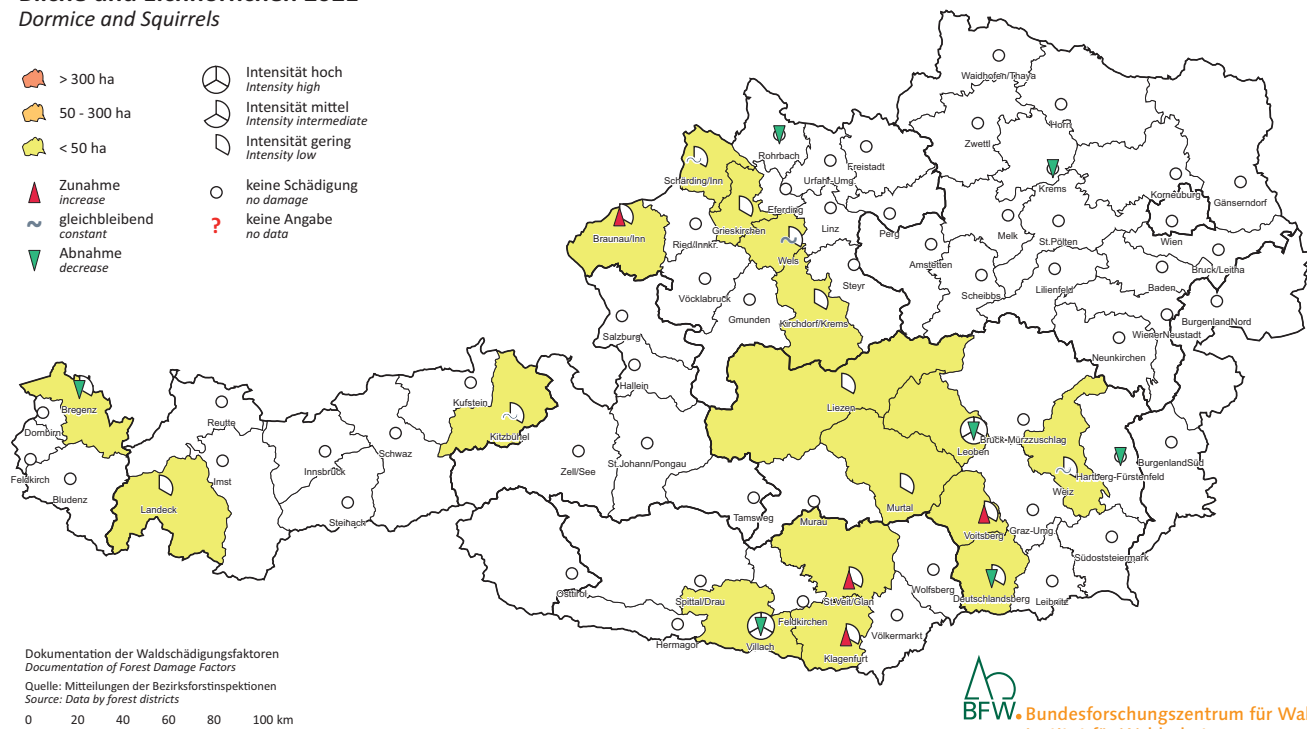 Dormice and Squirrels
> 300 ha
50 - 300 ha
< 50 ha
Zunahme
increase
~ gleichbleibend
constant
Abnahme
decrease
Intensität hoch
Intensity high
Intensität mittel
Intensity intermediate
Intensität gering
Intensity low
keine Schädigung
no damage
? keine Angabe
no data
Waidhofen/Thaya
Horn
Zwettl
Rohrbach
Freistadt
Urfahr-Umg.
Krems
Korneuburg
Gänserndorf
Schärding/Inn
Eferding
Grieskirchen
Linz
Perg
Melk
St.Pölten
Wien
Braunau/Inn
Ried/Innkr.
Wels
Amstetten
Bruck/Leitha
Steyr
Scheibbs
Lilienfeld
Baden
Vöcklabruck
Gmunden
Kirchdorf/Krems
BurgenlandNord
WienerNeustadt
Salzburg
Neunkirchen
Hallein
Bregenz
Kufstein
Liezen
Dornbirn
Reutte
Kitzbühel
Bruck-Mürzzuschlag
Leoben
Schwaz
Innsbruck
Zell/See
St.Johann/Pongau
BurgenlandSüd
Hartberg-Fürstenfeld
Feldkirch
Imst
Weiz
Bludenz
Landeck
Murtal
Steinach
Tamsweg
Murau
Voitsberg
Graz-Umg.
Südoststeiermark
Osttirol
Spittal/Drau
St.Veit/Glan
Wolfsberg
Deutschlandsberg
Leibnitz
Feldkirchen
Völkermarkt
Hermagor
Villach
Klagenfurt
Dokumentation der Waldschädigungsfaktoren
Documentation of Forest Damage Factors
Quelle: Mitteilungen der Bezirksforstinspektionen
Source: Data by forest districts
0 20 40 60 80 100 km
BFW
Bundesforschungszentrum für